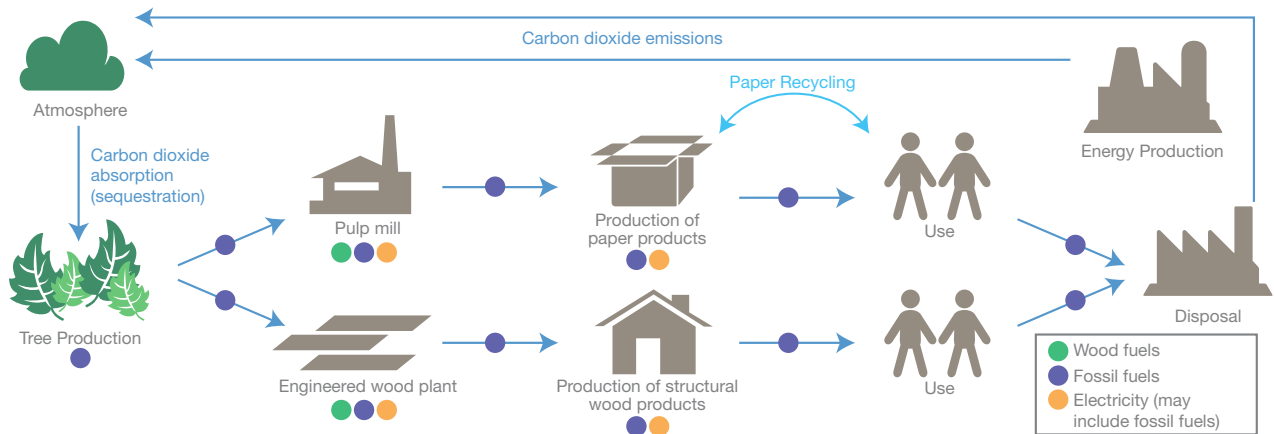 Carbon dioxide emissions
Atmosphere
Paper Recycling
Energy Production
Carbon dioxide
absorption
(sequestration)
Pulp mill
Production of
paper products
Use
Tree Production
Engineered wood plant
Production of structural
wood products
Use
Disposal
Wood fuels
Fossil fuels
Electricity (may
include fossil fuels)